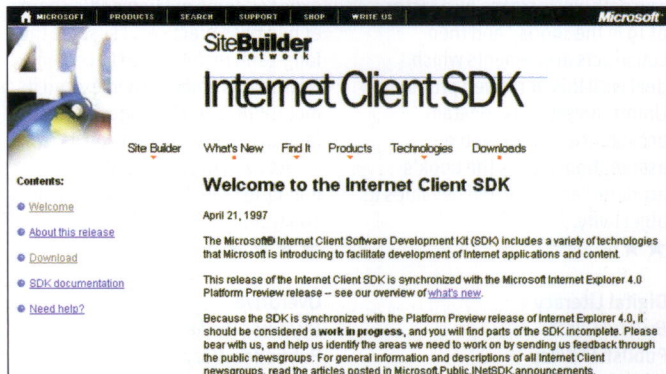 MICROSOFT PRODUCTS SEARCH SUPPORT SHOP WRITE US Microsoft
4.0
SiteBuilder
network
Internet Client SDK
Site Builder What's New Find It Products Technologies Downloads
Contents:
Welcome
About this release
Download
SDK documentation
Need help?
Welcome to the Internet Client SDK
April 21, 1997
The Microsoft® Internet Client Software Development Kit (SDK) includes a variety of technologies
that Microsoft is introducing to facilitate development of Internet applications and content.
This release of the Internet Client SDK is synchronized with the Microsoft Internet Explorer 4.0
Platform Preview release -- see our overview of what's new.
Because the SDK is synchronized with the Platform Preview release of Internet Explorer 4.0, it
should be considered a work in progress, and you will find parts of the SDK incomplete. Please
bear with us, and help us identify the areas we need to work on by sending us feedback through
the public newsgroups. For general information and descriptions of all Internet Client
newsgroups, read the articles posted in Microsoft.Public.INetSDK.announcements.